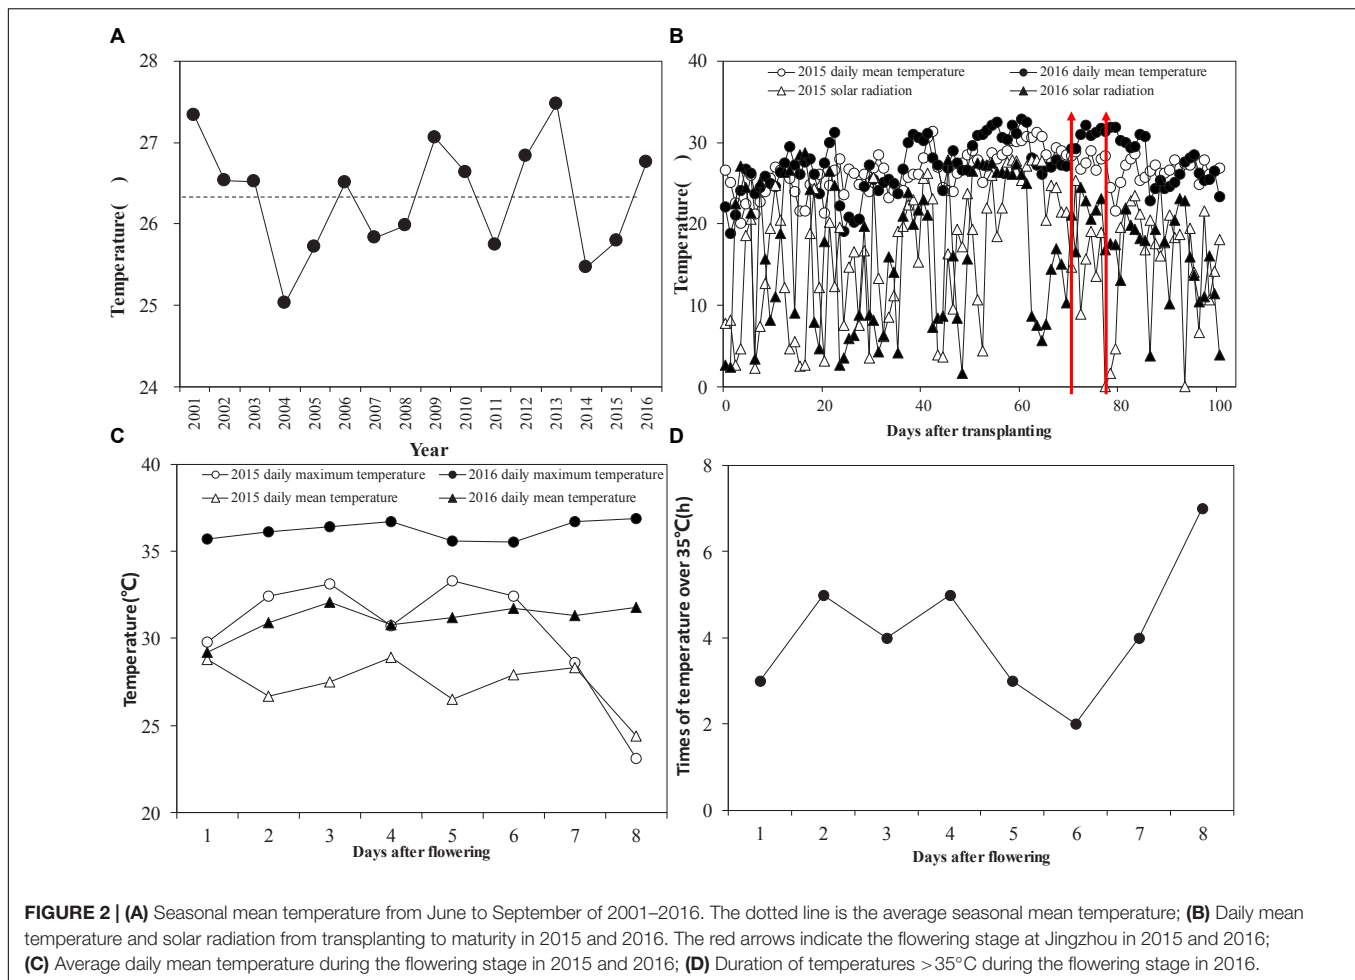 A
28
27
26
25
24
Temperature( )
2001
2002
2003
2004
2005
2006
2007
2008
2009
2010
2011
2012
2013
2014
2015
2016
Year
B
40
30
20
10
0
Temperature( )
2015 daily mean temperature
2016 daily mean temperature
2015 solar radiation
2016 solar radiation
0 20 40 60 80 100
Days after transplanting
C
40
35
30
25
20
Temperature(℃)
2015 daily maximum temperature
2016 daily maximum temperature
2015 daily mean temperature
2016 daily mean temperature
1 2 3 4 5 6 7 8
Days after flowering
D
8
6
4
2
0
Times of temperature over 35℃(h)
1 2 3 4 5 6 7 8
Days after flowering
FIGURE 2 | (A) Seasonal mean temperature from June to September of 2001–2016. The dotted line is the average seasonal mean temperature; (B) Daily mean
temperature and solar radiation from transplanting to maturity in 2015 and 2016. The red arrows indicate the flowering stage at Jingzhou in 2015 and 2016;
(C) Average daily mean temperature during the flowering stage in 2015 and 2016; (D) Duration of temperatures >35°C during the flowering stage in 2016.